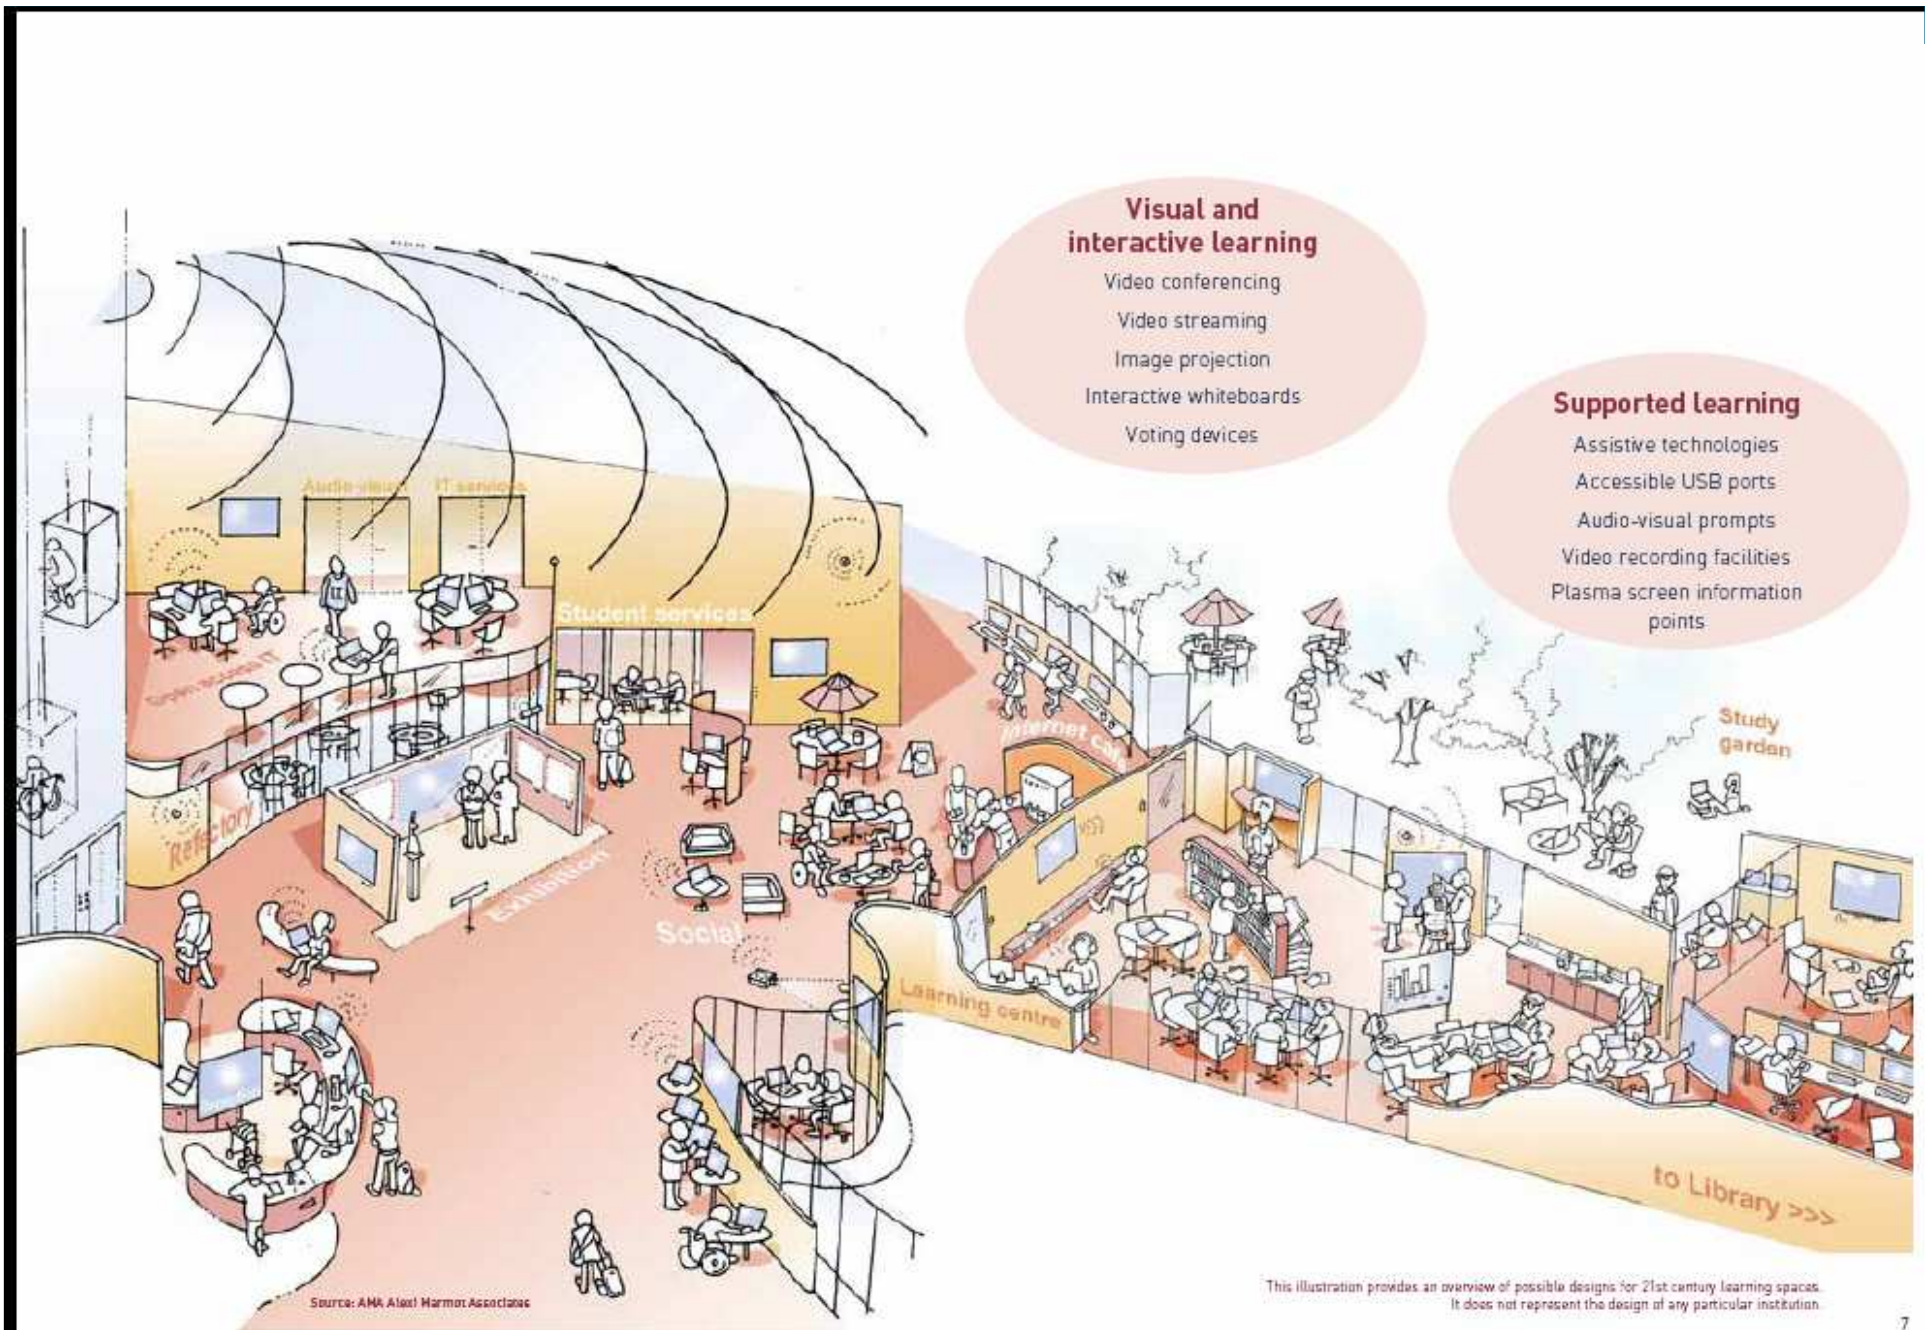 Visual and
interactive learning
Video conferencing
Video streaming
Image projection
Interactive whiteboards
Voting devices
Supported learning
Assistive technologies
Accessible USB ports
Audio-visual prompts
Video recording facilities
Plasma screen information
points
Audio-visual
IT services
Student services
Open access IT
Internet café
Study
garden
Refectory
Exhibition
Social
Learning centre
to Library >>>
Source: AMA Alexi Marmot Associates
This illustration provides an overview of possible designs for 21st century learning spaces.
It does not represent the design of any particular institution.
7